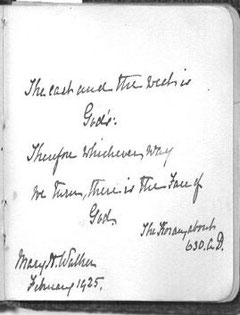 The east and the west is
God's:
Therefore whichever way
we turn, there is the Face of
God.
The Koran, about
630. A.D.
Mary N. Walker
February 1925.